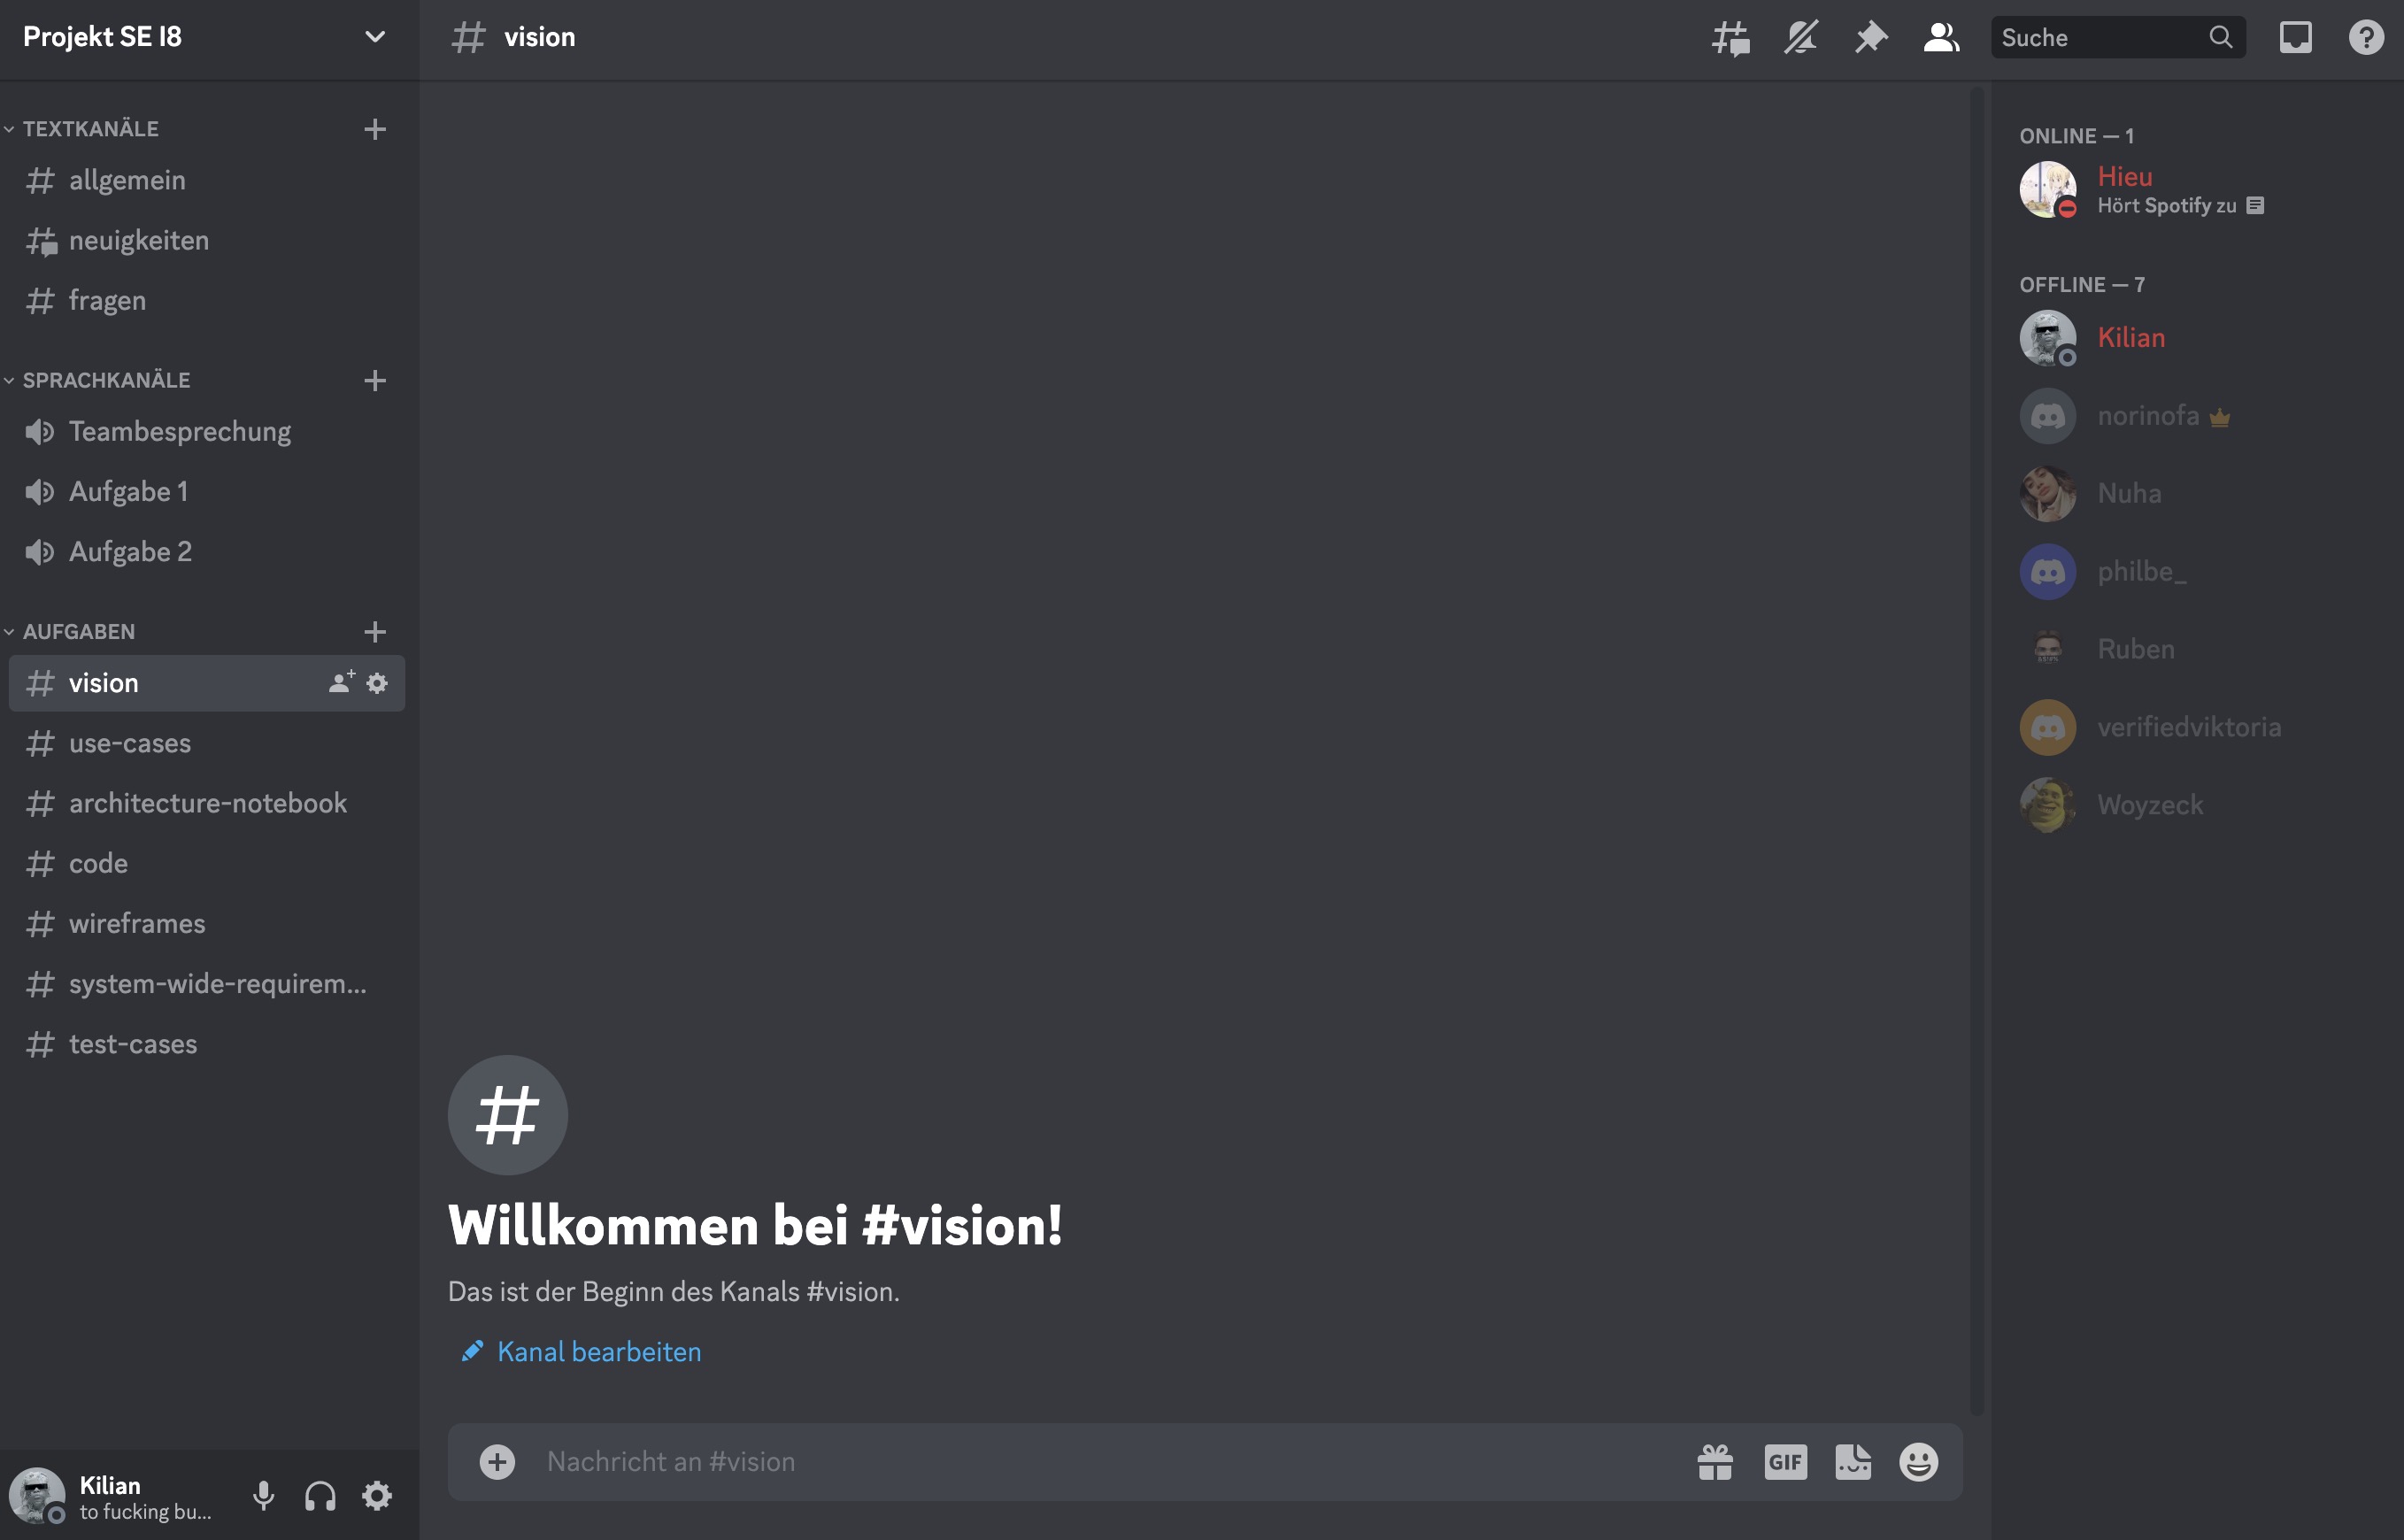 Projekt SE I8
TEXTKANÄLE
allgemein
neuigkeiten
fragen
SPRACHKANÄLE
Teambesprechung
Aufgabe 1
Aufgabe 2
AUFGABEN
vision
use-cases
architecture-notebook
code
wireframes
system-wide-requirem...
test-cases
Kilian
to fucking bu...
# vision
Suche
?
#
Willkommen bei #vision!
Das ist der Beginn des Kanals #vision.
Kanal bearbeiten
Nachricht an #vision
GIF
ONLINE — 1
Hieu
Hört Spotify zu
OFFLINE — 7
Kilian
norinofa
Nuha
philbe_
Ruben
verifiedviktoria
Woyzeck